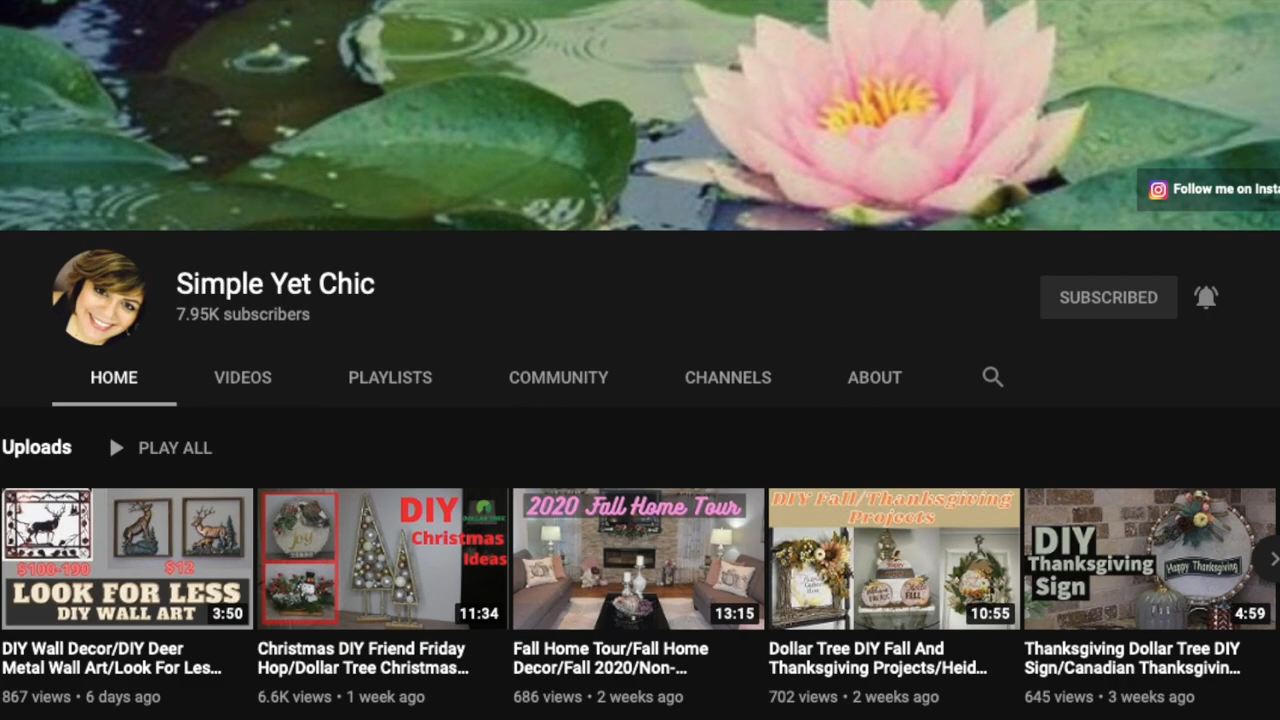 Follow me on Insta
Simple Yet Chic
7.95K subscribers
SUBSCRIBED
HOME
VIDEOS
PLAYLISTS
COMMUNITY
CHANNELS
ABOUT
Uploads
PLAY ALL
$100-190
$12
LOOK FOR LESS
DIY WALL ART
3:50
joy
DIY
DOLLAR TREE
Christmas
Ideas
11:34
2020 Fall Home Tour
13:15
DIY Fall/Thanksgiving
Projects
10:55
DIY
Thanksgiving
Sign
Happy Thanksgiving
4:59
DIY Wall Decor/DIY Deer
Metal Wall Art/Look For Les...
867 views • 6 days ago
Christmas DIY Friend Friday
Hop/Dollar Tree Christmas...
6.6K views • 1 week ago
Fall Home Tour/Fall Home
Decor/Fall 2020/Non-...
686 views • 2 weeks ago
Dollar Tree DIY Fall And
Thanksgiving Projects/Heid...
702 views • 2 weeks ago
Thanksgiving Dollar Tree DIY
Sign/Canadian Thanksgivin...
645 views • 3 weeks ago